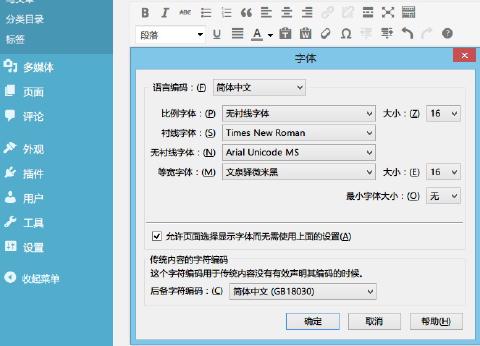 分类目录
标签
多媒体
页面
评论
外观
插件
用户
工具
设置
收起菜单
B I ABC
段落 U A
字体
语言编码:(F) 简体中文
比例字体:(P) 无衬线字体 大小:(Z) 16
衬线字体:(S) Times New Roman
无衬线字体:(N) Arial Unicode MS
等宽字体:(M) 文泉驿微米黑 大小:(E) 16
最小字体大小:(O) 无
允许页面选择显示字体而无需使用上面的设置(A)
传统内容的字符编码
这个字符编码用于传统内容没有有效声明其编码的时候。
后备字符编码:(C) 简体中文 (GB18030)
确定 取消 帮助(H)